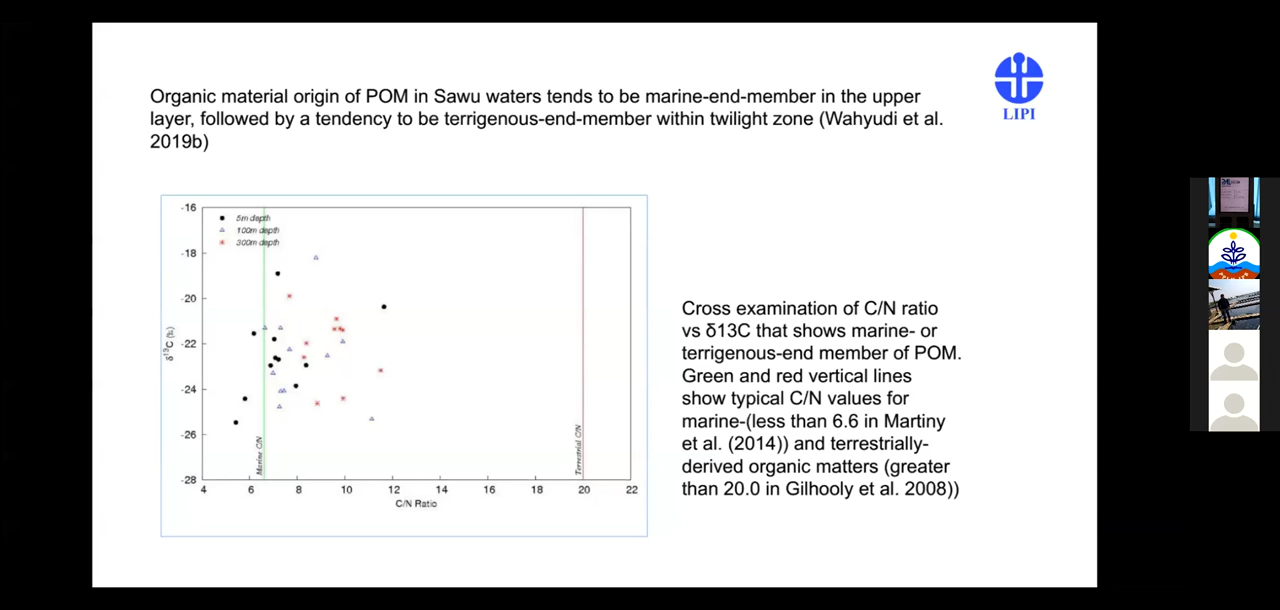 Organic material origin of POM in Sawu waters tends to be marine-end-member in the upper
layer, followed by a tendency to be terrigenous-end-member within twilight zone (Wahyudi et al.
2019b)
LIPI
-16
-18
-20
-22
-24
-26
-28
5m depth
100m depth
300m depth
Marine C/N
Terrestrial C/N
4 6 8 10 12 14 16 18 20 22
C/N Ratio
Cross examination of C/N ratio
vs δ13C that shows marine- or
terrigenous-end member of POM.
Green and red vertical lines
show typical C/N values for
marine-(less than 6.6 in Martiny
et al. (2014)) and terrestrially-
derived organic matters (greater
than 20.0 in Gilhooly et al. 2008))